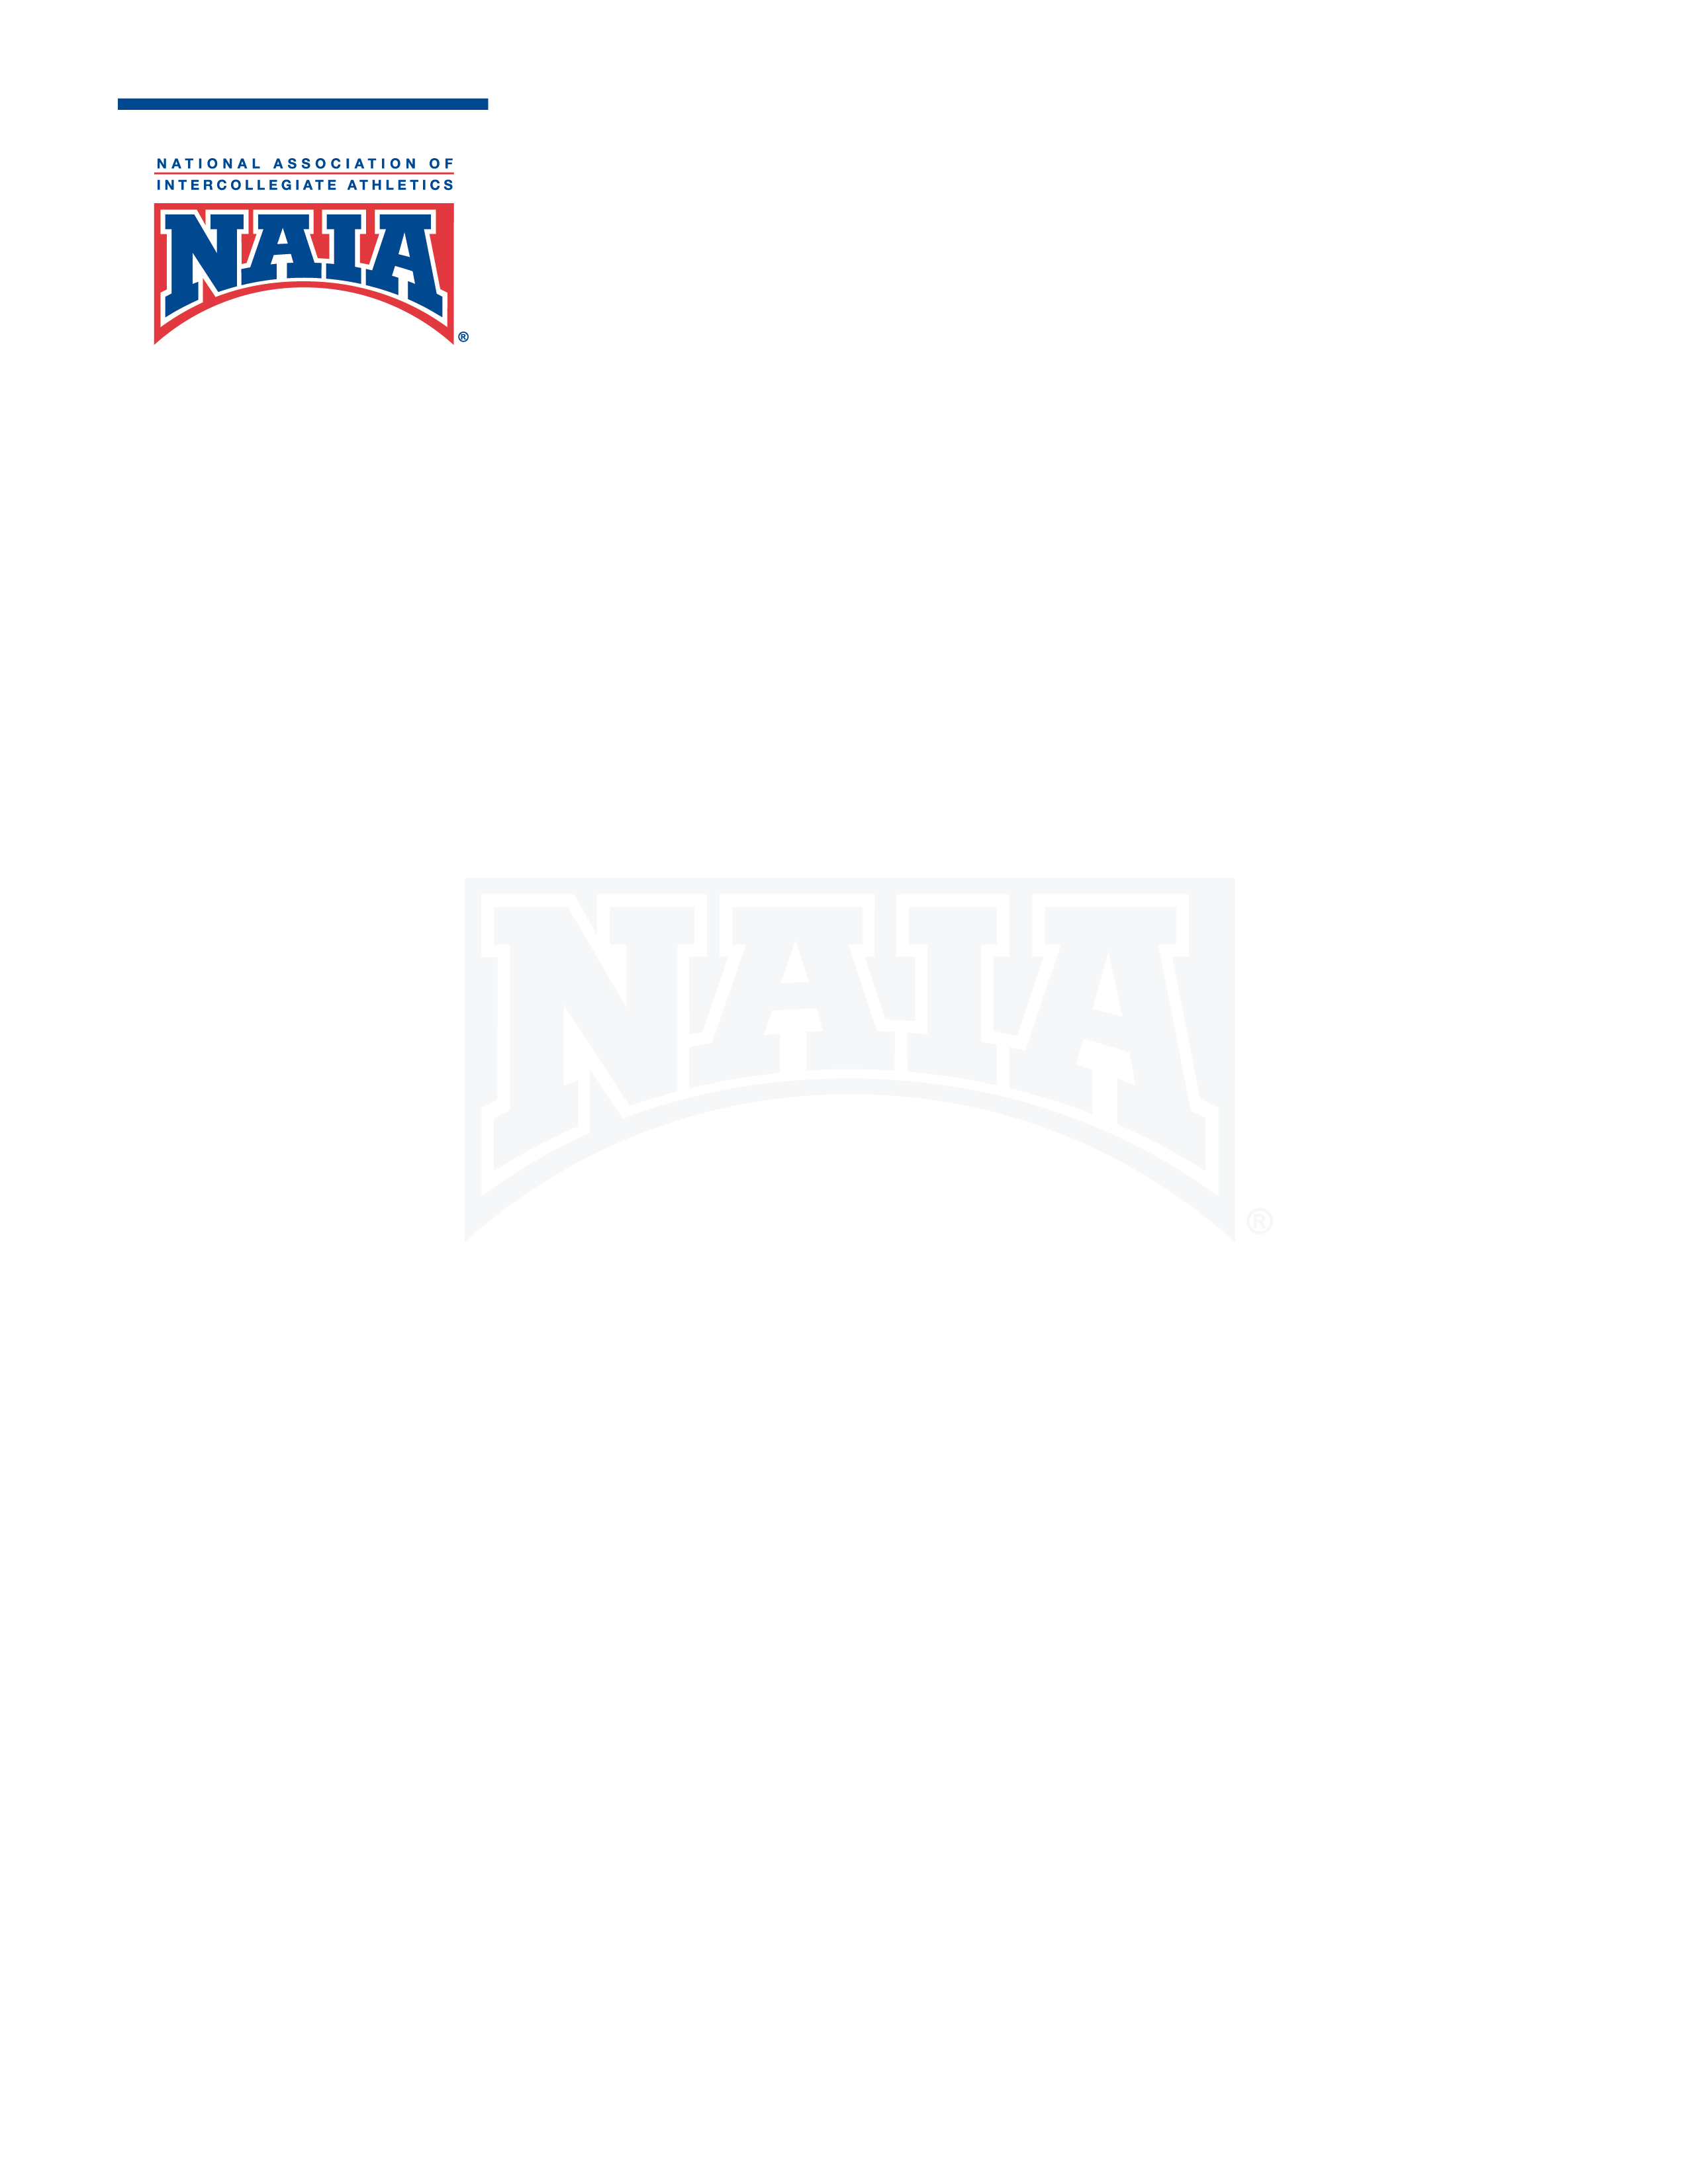 NATIONAL ASSOCIATION OF
INTERCOLLEGIATE ATHLETICS
NAIA®
NAIA®